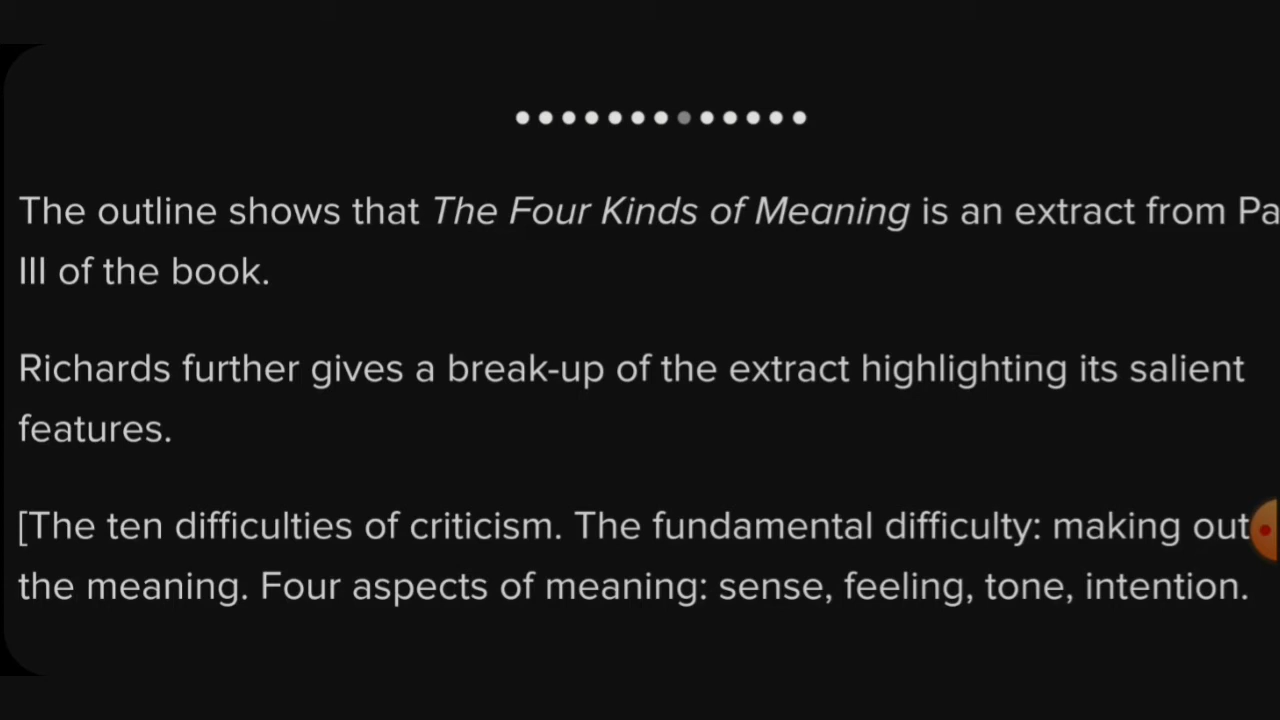 The outline shows that The Four Kinds of Meaning is an extract from Pa
III of the book.
Richards further gives a break-up of the extract highlighting its salient
features.
[The ten difficulties of criticism. The fundamental difficulty: making out
the meaning. Four aspects of meaning: sense, feeling, tone, intention.